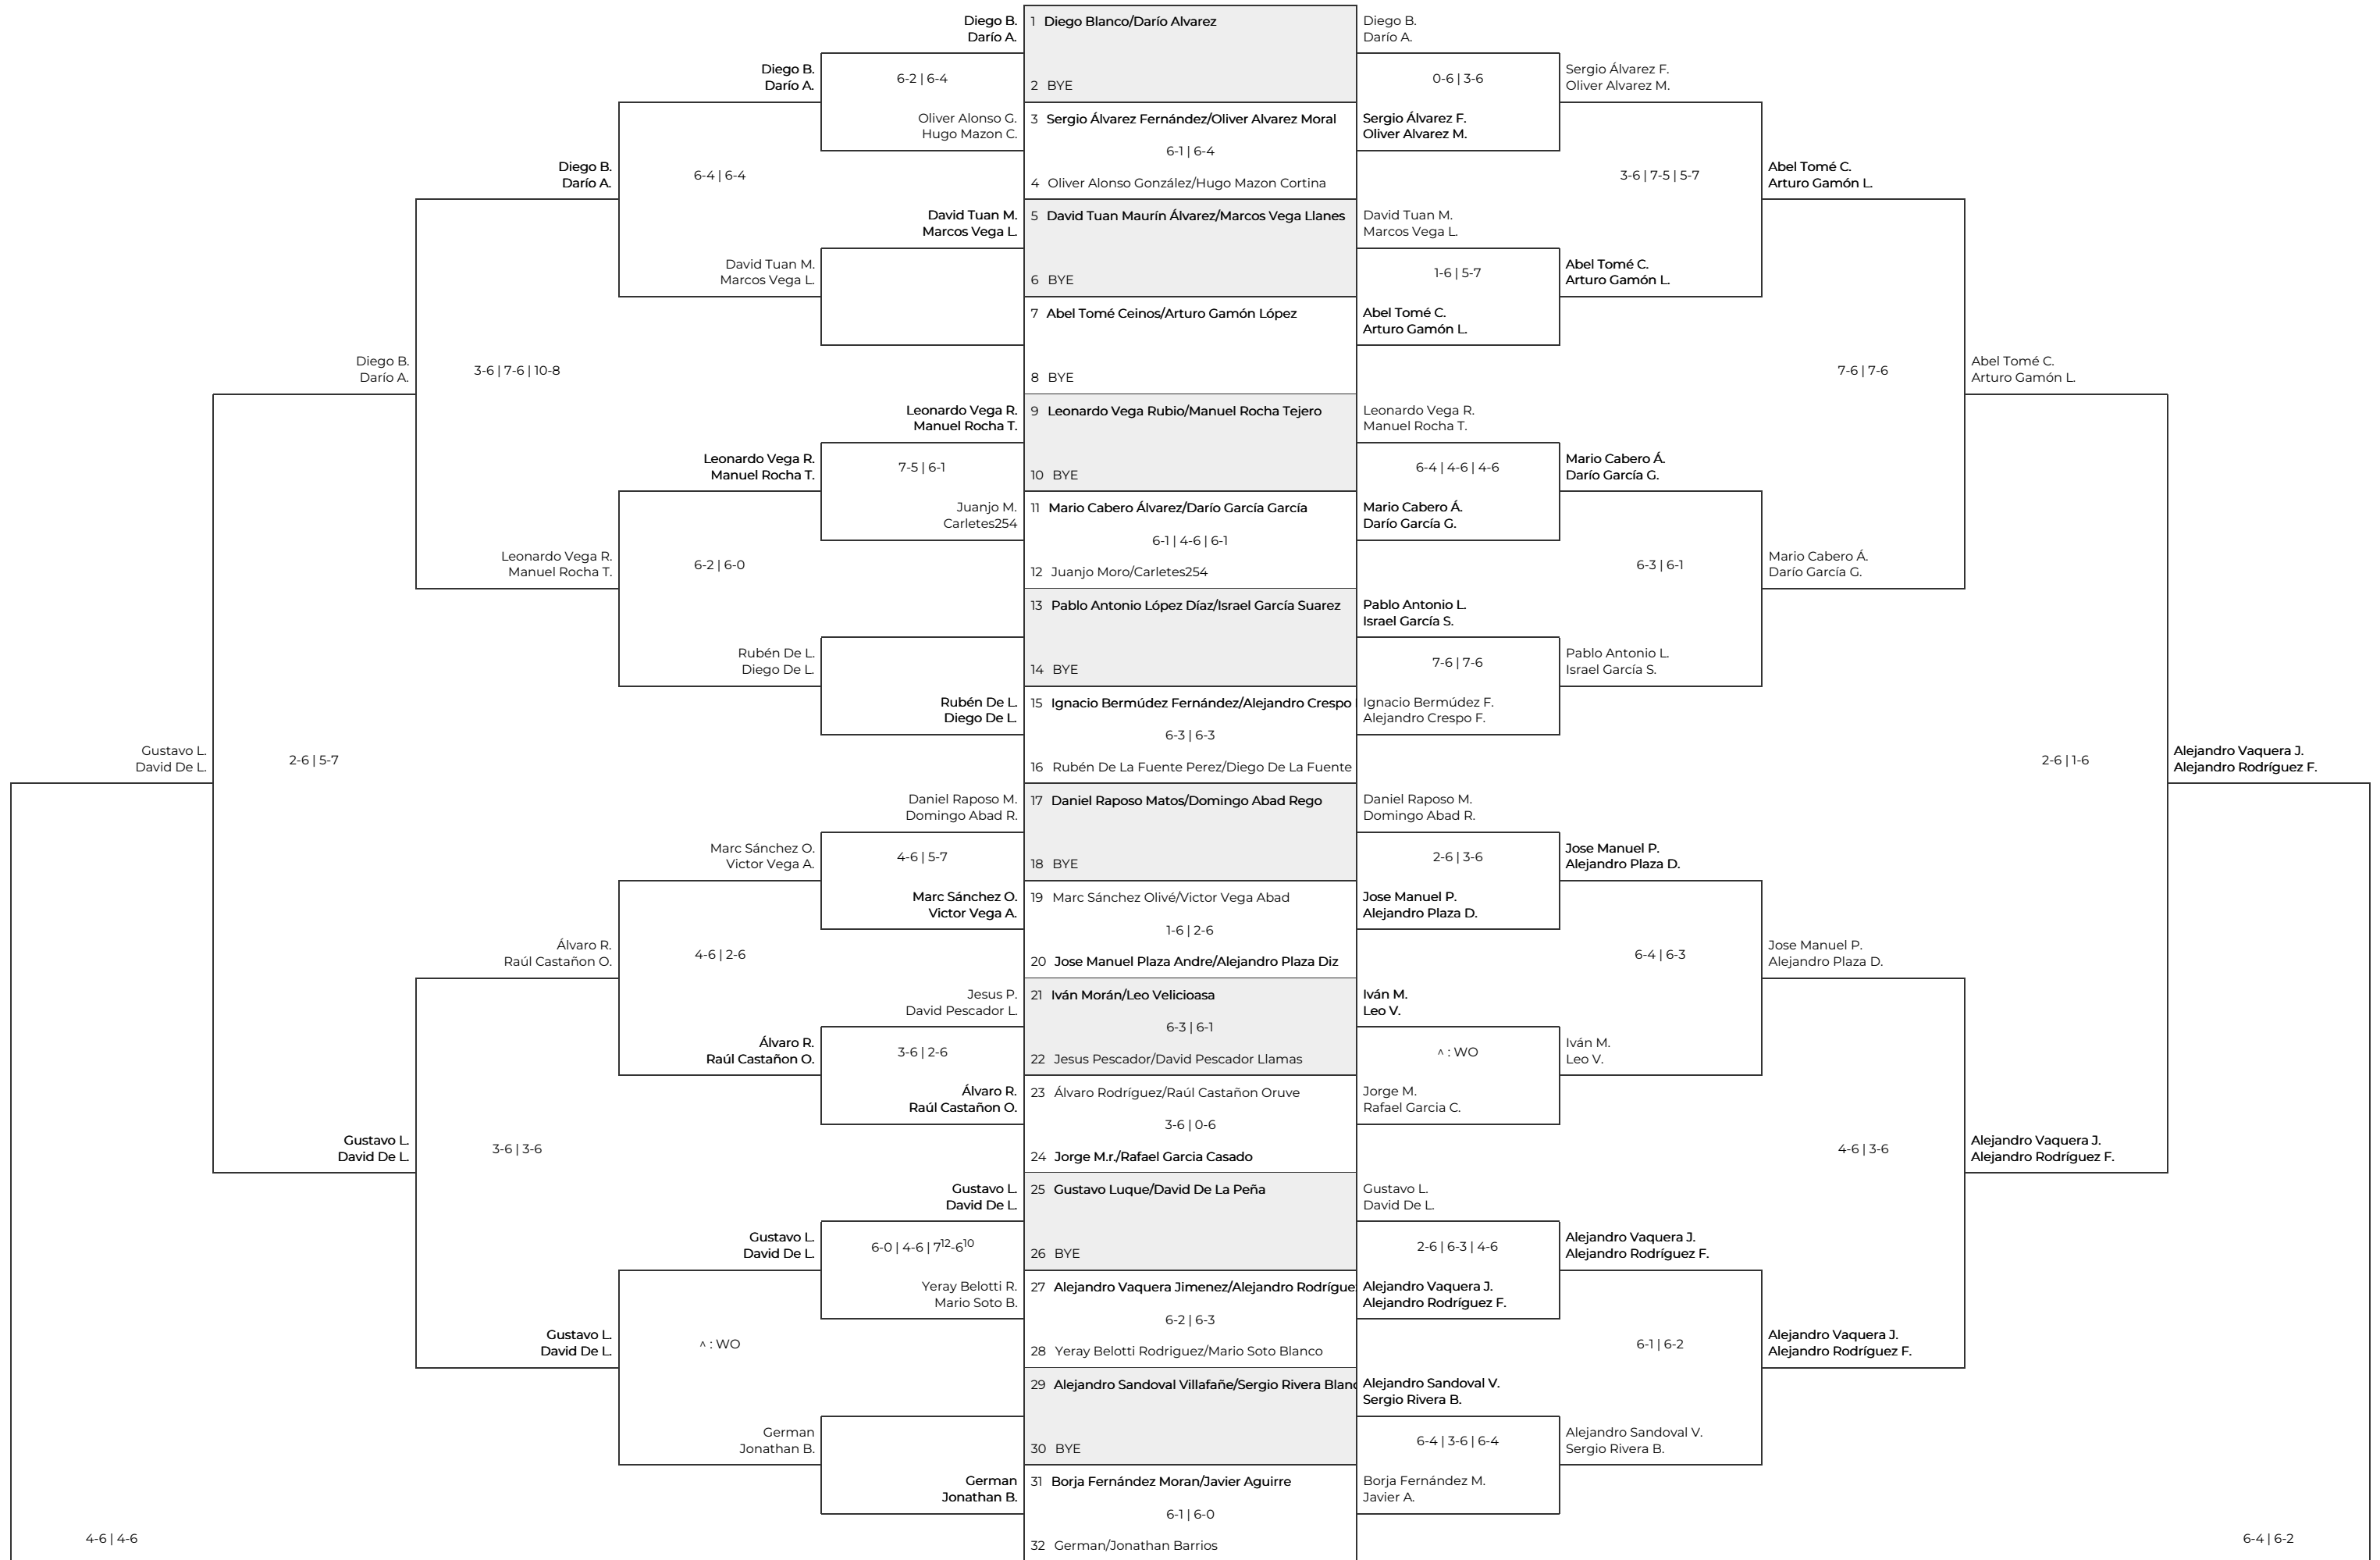 Diego B.
Darío A.
1 Diego Blanco/Darío Alvarez
Diego B.
Darío A.
Diego B.
Darío A.
6-2 | 6-4
2 BYE
0-6 | 3-6
Sergio Álvarez F.
Oliver Alvarez M.
Oliver Alonso G.
Hugo Mazon C.
3 Sergio Álvarez Fernández/Oliver Alvarez Moral
Sergio Álvarez F.
Oliver Alvarez M.
6-1 | 6-4
Diego B.
Darío A.
6-4 | 6-4
4 Oliver Alonso González/Hugo Mazon Cortina
3-6 | 7-5 | 5-7
Abel Tomé C.
Arturo Gamón L.
David Tuan M.
Marcos Vega L.
5 David Tuan Maurín Álvarez/Marcos Vega Llanes
David Tuan M.
Marcos Vega L.
David Tuan M.
Marcos Vega L.
6 BYE
1-6 | 5-7
Abel Tomé C.
Arturo Gamón L.
7 Abel Tomé Ceinos/Arturo Gamón López
Abel Tomé C.
Arturo Gamón L.
Diego B.
Darío A.
3-6 | 7-6 | 10-8
8 BYE
7-6 | 7-6
Abel Tomé C.
Arturo Gamón L.
Leonardo Vega R.
Manuel Rocha T.
9 Leonardo Vega Rubio/Manuel Rocha Tejero
Leonardo Vega R.
Manuel Rocha T.
Leonardo Vega R.
Manuel Rocha T.
7-5 | 6-1
10 BYE
6-4 | 4-6 | 4-6
Mario Cabero Á.
Darío García G.
Juanjo M.
Carletes254
11 Mario Cabero Álvarez/Darío García García
Mario Cabero Á.
Darío García G.
6-1 | 4-6 | 6-1
Leonardo Vega R.
Manuel Rocha T.
6-2 | 6-0
12 Juanjo Moro/Carletes254
6-3 | 6-1
Mario Cabero Á.
Darío García G.
13 Pablo Antonio López Díaz/Israel García Suarez
Pablo Antonio L.
Israel García S.
Rubén De L.
Diego De L.
14 BYE
7-6 | 7-6
Pablo Antonio L.
Israel García S.
Rubén De L.
Diego De L.
15 Ignacio Bermúdez Fernández/Alejandro Crespo
Ignacio Bermúdez F.
Alejandro Crespo F.
6-3 | 6-3
Gustavo L.
David De L.
2-6 | 5-7
16 Rubén De La Fuente Perez/Diego De La Fuente
2-6 | 1-6
Alejandro Vaquera J.
Alejandro Rodríguez F.
Daniel Raposo M.
Domingo Abad R.
17 Daniel Raposo Matos/Domingo Abad Rego
Daniel Raposo M.
Domingo Abad R.
Marc Sánchez O.
Victor Vega A.
4-6 | 5-7
18 BYE
2-6 | 3-6
Jose Manuel P.
Alejandro Plaza D.
Marc Sánchez O.
Victor Vega A.
19 Marc Sánchez Olivé/Victor Vega Abad
Jose Manuel P.
Alejandro Plaza D.
1-6 | 2-6
Álvaro R.
Raúl Castañon O.
4-6 | 2-6
20 Jose Manuel Plaza Andre/Alejandro Plaza Diz
6-4 | 6-3
Jose Manuel P.
Alejandro Plaza D.
Jesus P.
David Pescador L.
21 Iván Morán/Leo Velicioasa
Iván M.
Leo V.
6-3 | 6-1
Álvaro R.
Raúl Castañon O.
3-6 | 2-6
22 Jesus Pescador/David Pescador Llamas
^ : WO
Iván M.
Leo V.
Álvaro R.
Raúl Castañon O.
23 Álvaro Rodríguez/Raúl Castañon Oruve
Jorge M.
Rafael Garcia C.
3-6 | 0-6
Gustavo L.
David De L.
3-6 | 3-6
24 Jorge M.r./Rafael Garcia Casado
4-6 | 3-6
Alejandro Vaquera J.
Alejandro Rodríguez F.
Gustavo L.
David De L.
25 Gustavo Luque/David De La Peña
Gustavo L.
David De L.
Gustavo L.
David De L.
6-0 | 4-6 | 7¹²-6¹⁰
26 BYE
2-6 | 6-3 | 4-6
Alejandro Vaquera J.
Alejandro Rodríguez F.
Yeray Belotti R.
Mario Soto B.
27 Alejandro Vaquera Jimenez/Alejandro Rodrígue
Alejandro Vaquera J.
Alejandro Rodríguez F.
6-2 | 6-3
Gustavo L.
David De L.
^ : WO
28 Yeray Belotti Rodriguez/Mario Soto Blanco
6-1 | 6-2
Alejandro Vaquera J.
Alejandro Rodríguez F.
29 Alejandro Sandoval Villafañe/Sergio Rivera Blanc
Alejandro Sandoval V.
Sergio Rivera B.
German
Jonathan B.
30 BYE
6-4 | 3-6 | 6-4
Alejandro Sandoval V.
Sergio Rivera B.
German
Jonathan B.
31 Borja Fernández Moran/Javier Aguirre
Borja Fernández M.
Javier A.
6-1 | 6-0
4-6 | 4-6
32 German/Jonathan Barrios
6-4 | 6-2